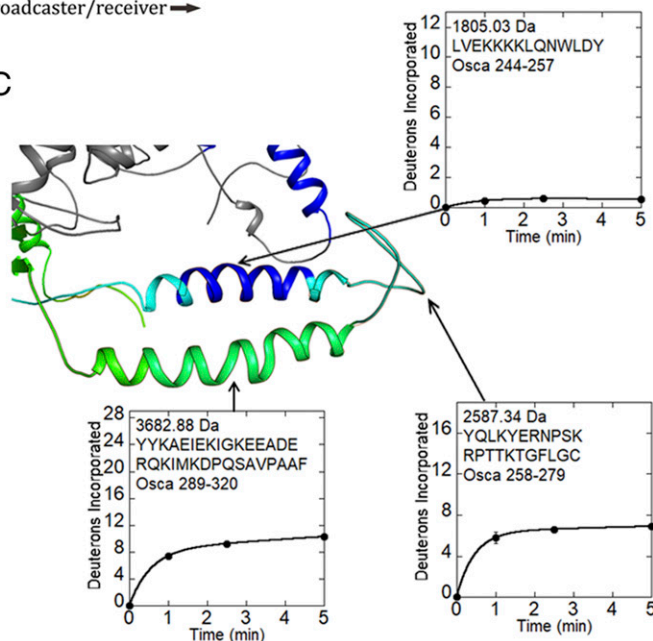 oadcaster/receiver
C
1805.03 Da
LVEKKKKLQNWLDY
Osca 244-257
Deuterons Incorporated
12
10
8
6
4
2
0
0 1 2 3 4 5
Time (min)
3682.88 Da
YYKAEIEKIGKEEADE
RQKIMKDPQSAVPAAF
Osca 289-320
Deuterons Incorporated
28
24
20
16
12
8
4
0
0 1 2 3 4 5
Time (min)
2587.34 Da
YQLKYERNPSK
RPTTKTGFLGC
Osca 258-279
Deuterons Incorporated
16
12
8
4
0
0 1 2 3 4 5
Time (min)